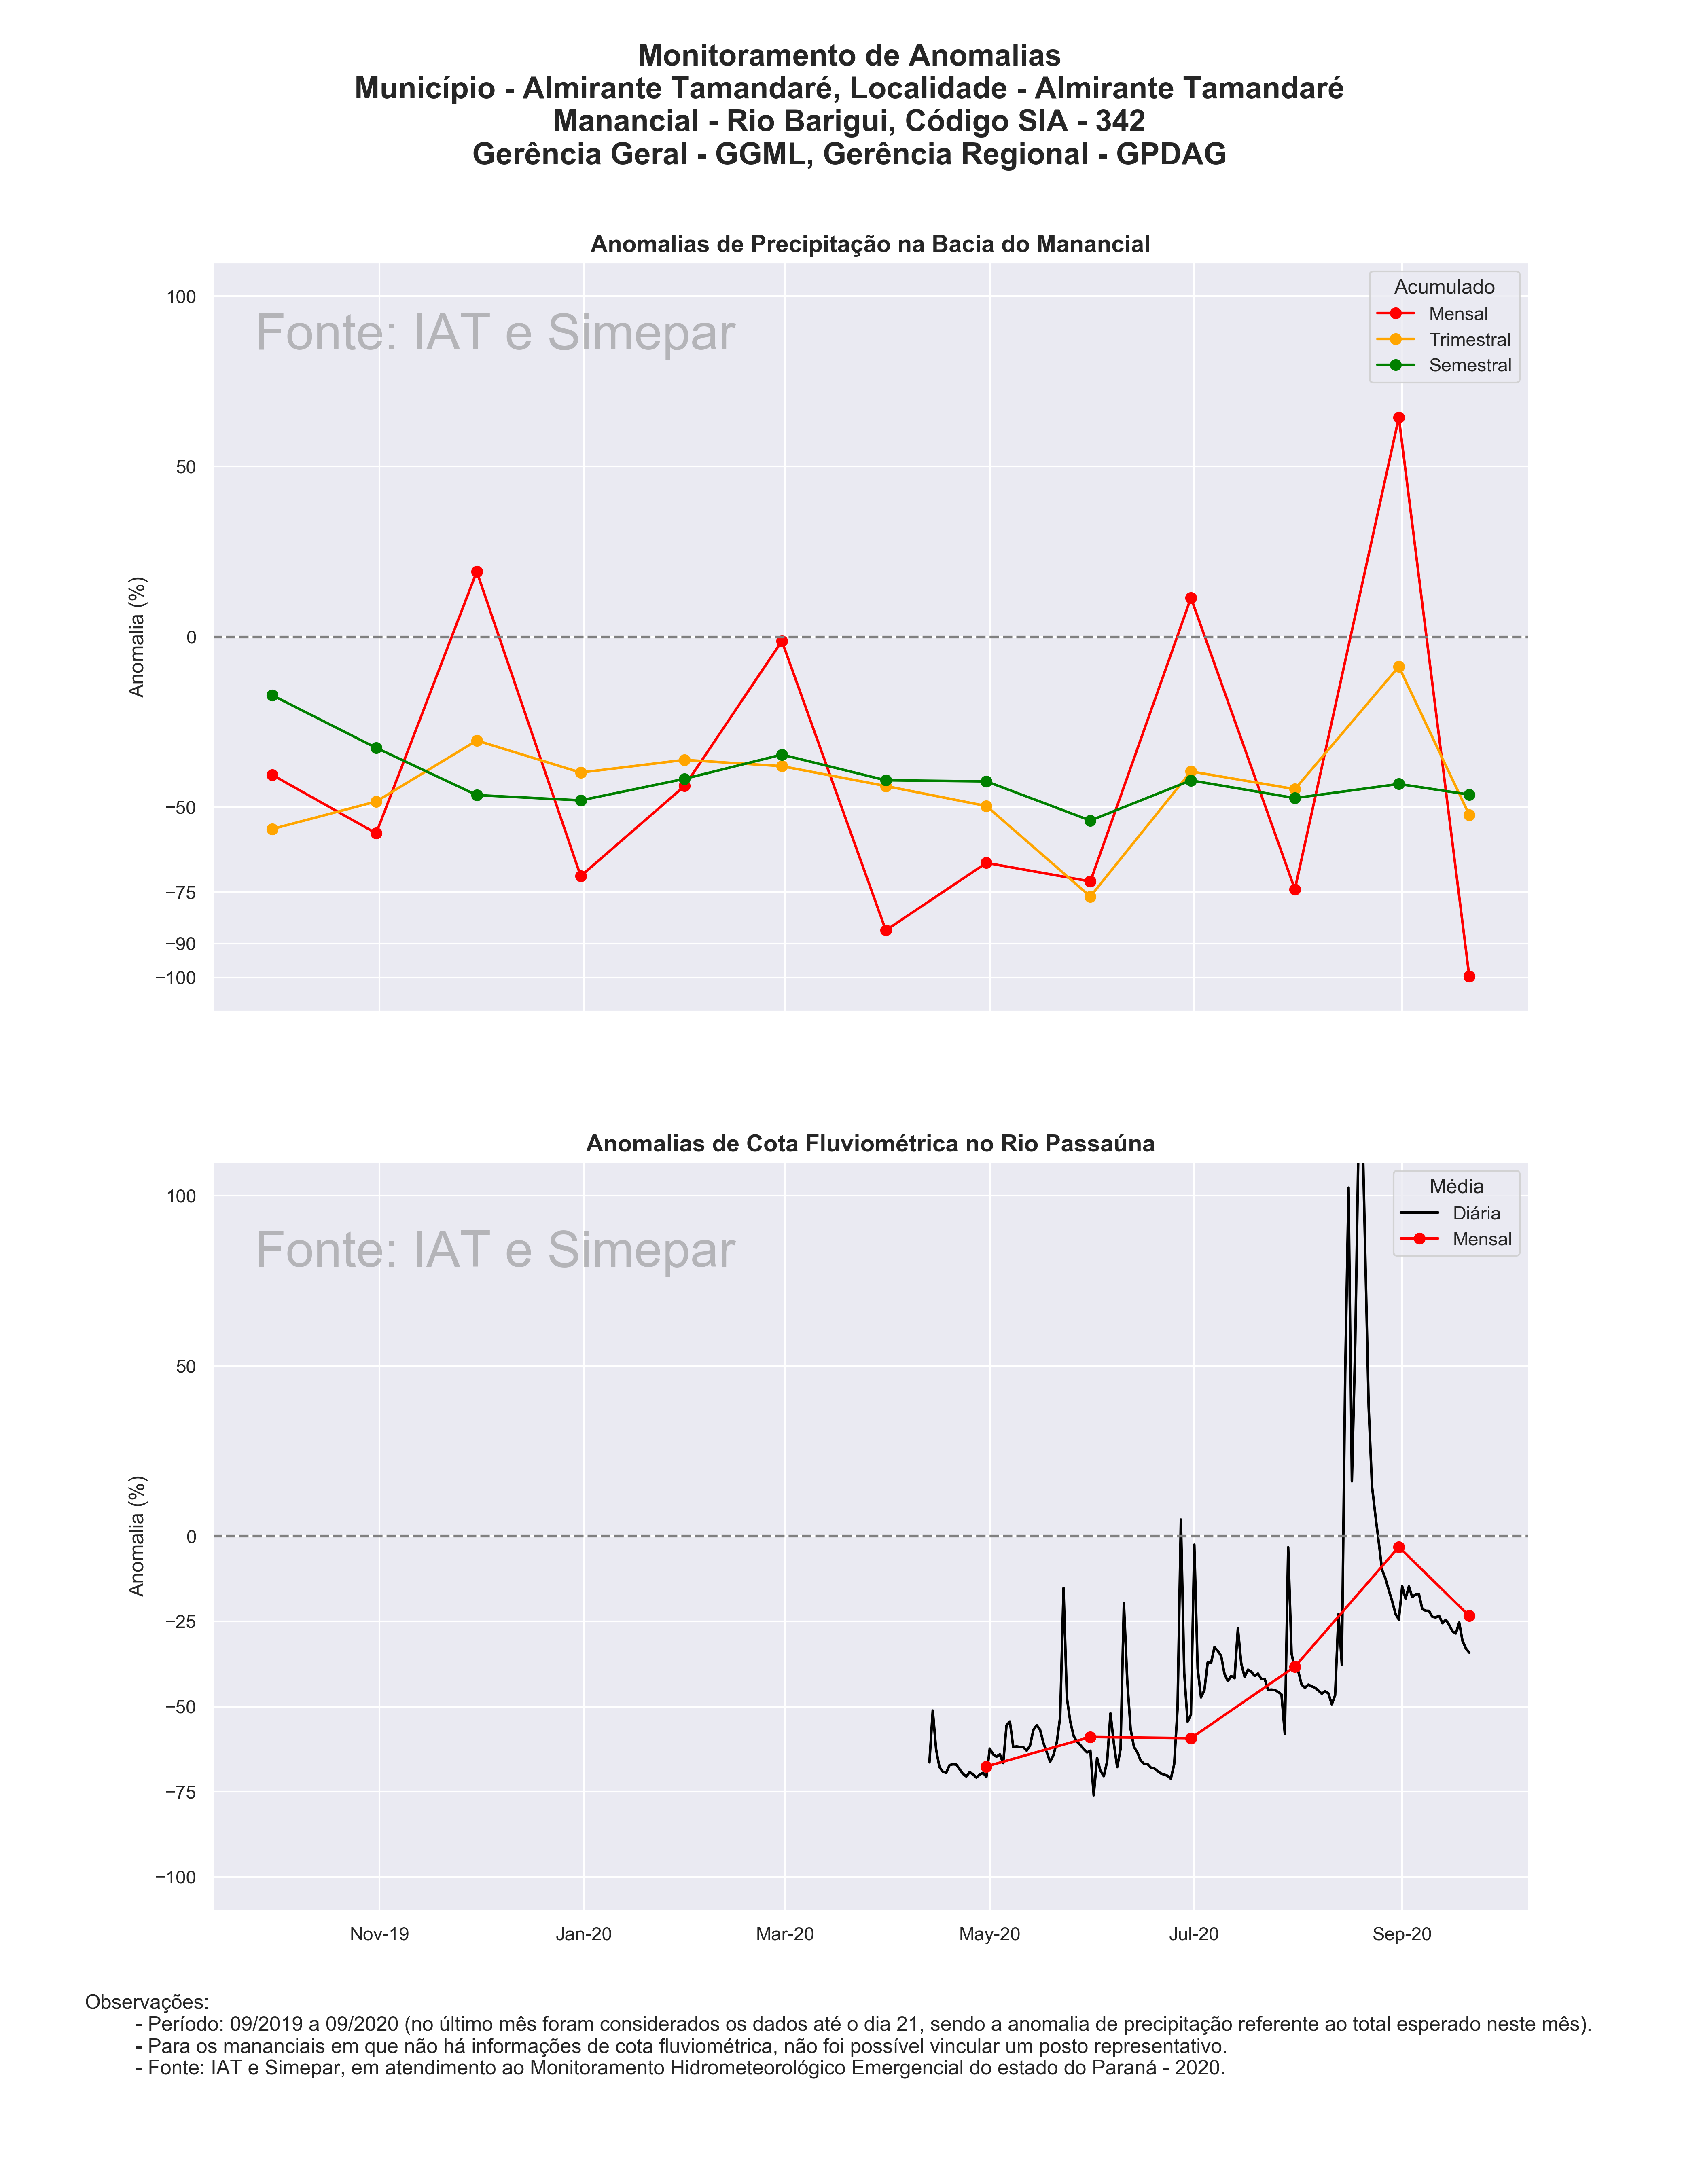 Monitoramento de Anomalias
Município - Almirante Tamandaré, Localidade - Almirante Tamandaré
Manancial - Rio Barigui, Código SIA - 342
Gerência Geral - GGML, Gerência Regional - GPDAG
Anomalias de Precipitação na Bacia do Manancial
Fonte: IAT e Simepar
Acumulado
Mensal
Trimestral
Semestral
Anomalia (%)
100
50
0
−50
−75
−90
−100
Anomalias de Cota Fluviométrica no Rio Passaúna
Fonte: IAT e Simepar
Média
Diária
Mensal
Anomalia (%)
100
50
0
−25
−50
−75
−100
Nov-19 Jan-20 Mar-20 May-20 Jul-20 Sep-20
Observações:
- Período: 09/2019 a 09/2020 (no último mês foram considerados os dados até o dia 21, sendo a anomalia de precipitação referente ao total esperado neste mês).
- Para os mananciais em que não há informações de cota fluviométrica, não foi possível vincular um posto representativo.
- Fonte: IAT e Simepar, em atendimento ao Monitoramento Hidrometeorológico Emergencial do estado do Paraná - 2020.